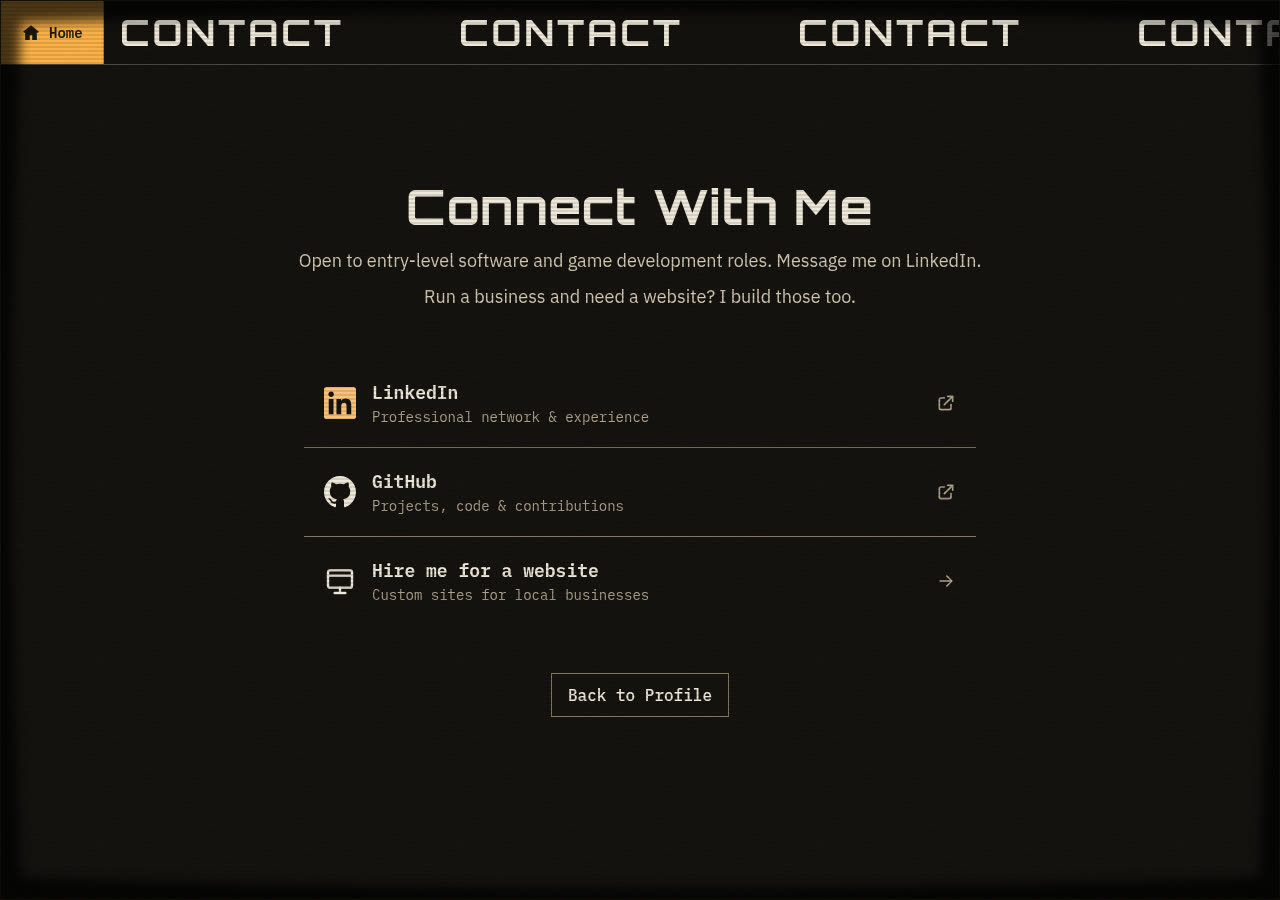 Home CONTACT CONTACT CONTACT CONTA
Connect With Me
Open to entry-level software and game development roles. Message me on LinkedIn.
Run a business and need a website? I build those too.
in LinkedIn
Professional network & experience
GitHub
Projects, code & contributions
Hire me for a website
Custom sites for local businesses
Back to Profile